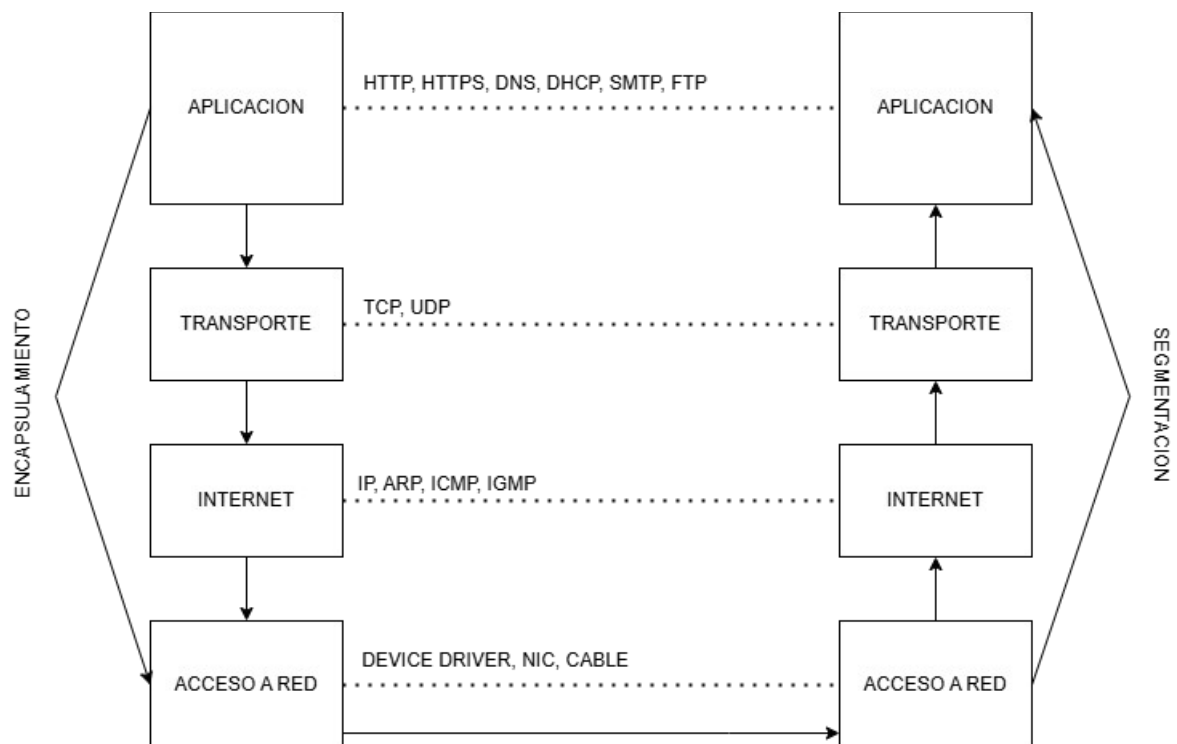 HTTP, HTTPS, DNS, DHCP, SMTP, FTP
APLICACION
APLICACION
TCP, UDP
TRANSPORTE
TRANSPORTE
ENCAPSULAMIENTO
SEGMENTACION
IP, ARP, ICMP, IGMP
INTERNET
INTERNET
DEVICE DRIVER, NIC, CABLE
ACCESO A RED
ACCESO A RED